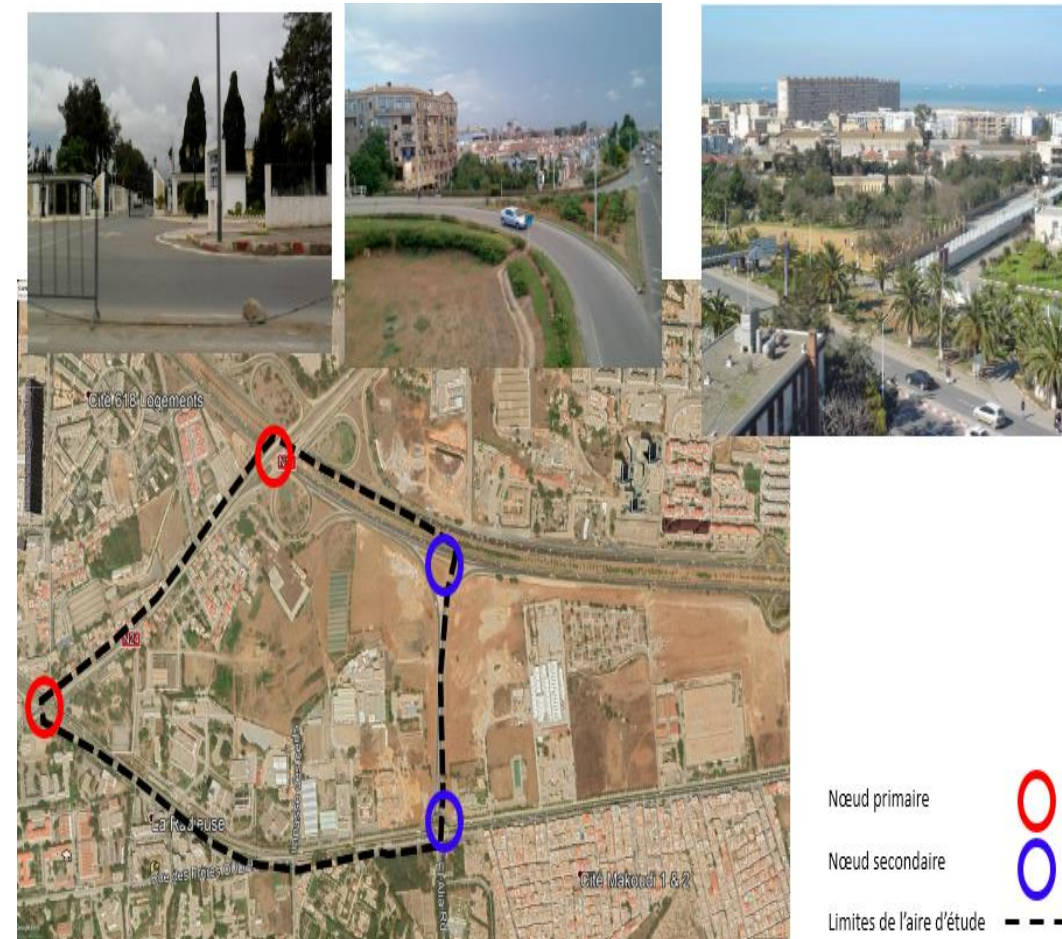 Cité 618 Logements
N24
La Radieuse
Cité Makoudi 1 & 2
Nœud primaire
Nœud secondaire
Limites de l'aire d'étude